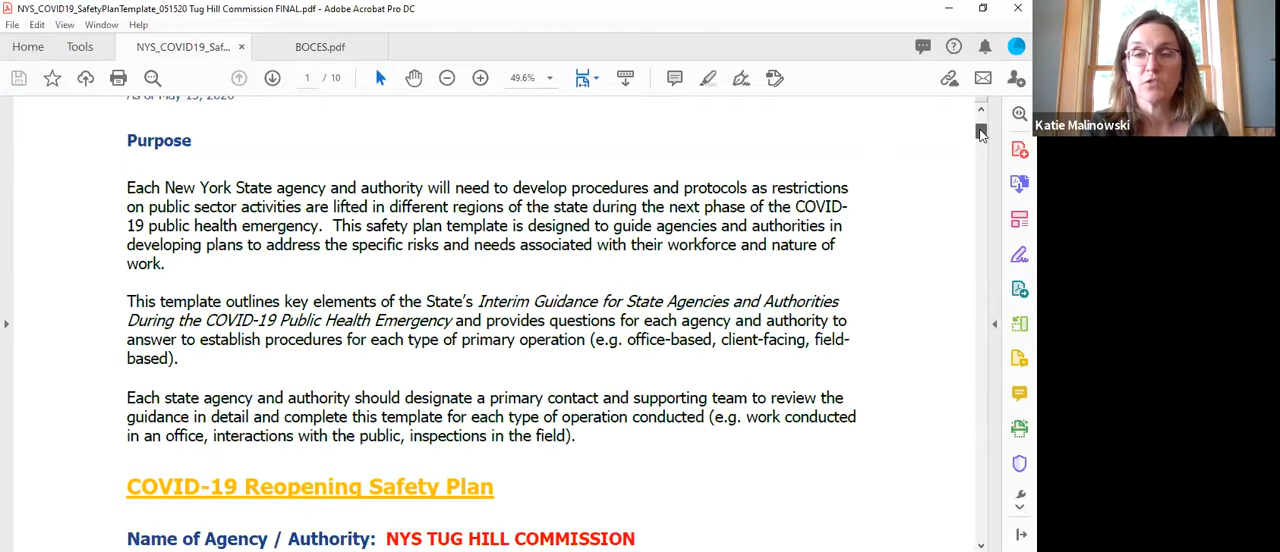 NYS_COVID19_SafetyPlanTemplate_051520 Tug Hill Commission FINAL.pdf - Adobe Acrobat Pro DC
File Edit View Window Help
Home Tools NYS_COVID19_Saf... × BOCES.pdf
1 / 10 49.6%
As of May 15, 2020
Purpose
Each New York State agency and authority will need to develop procedures and protocols as restrictions
on public sector activities are lifted in different regions of the state during the next phase of the COVID-
19 public health emergency. This safety plan template is designed to guide agencies and authorities in
developing plans to address the specific risks and needs associated with their workforce and nature of
work.
This template outlines key elements of the State's Interim Guidance for State Agencies and Authorities
During the COVID-19 Public Health Emergency and provides questions for each agency and authority to
answer to establish procedures for each type of primary operation (e.g. office-based, client-facing, field-
based).
Each state agency and authority should designate a primary contact and supporting team to review the
guidance in detail and complete this template for each type of operation conducted (e.g. work conducted
in an office, interactions with the public, inspections in the field).
COVID-19 Reopening Safety Plan
Name of Agency / Authority: NYS TUG HILL COMMISSION
Katie Malinowski